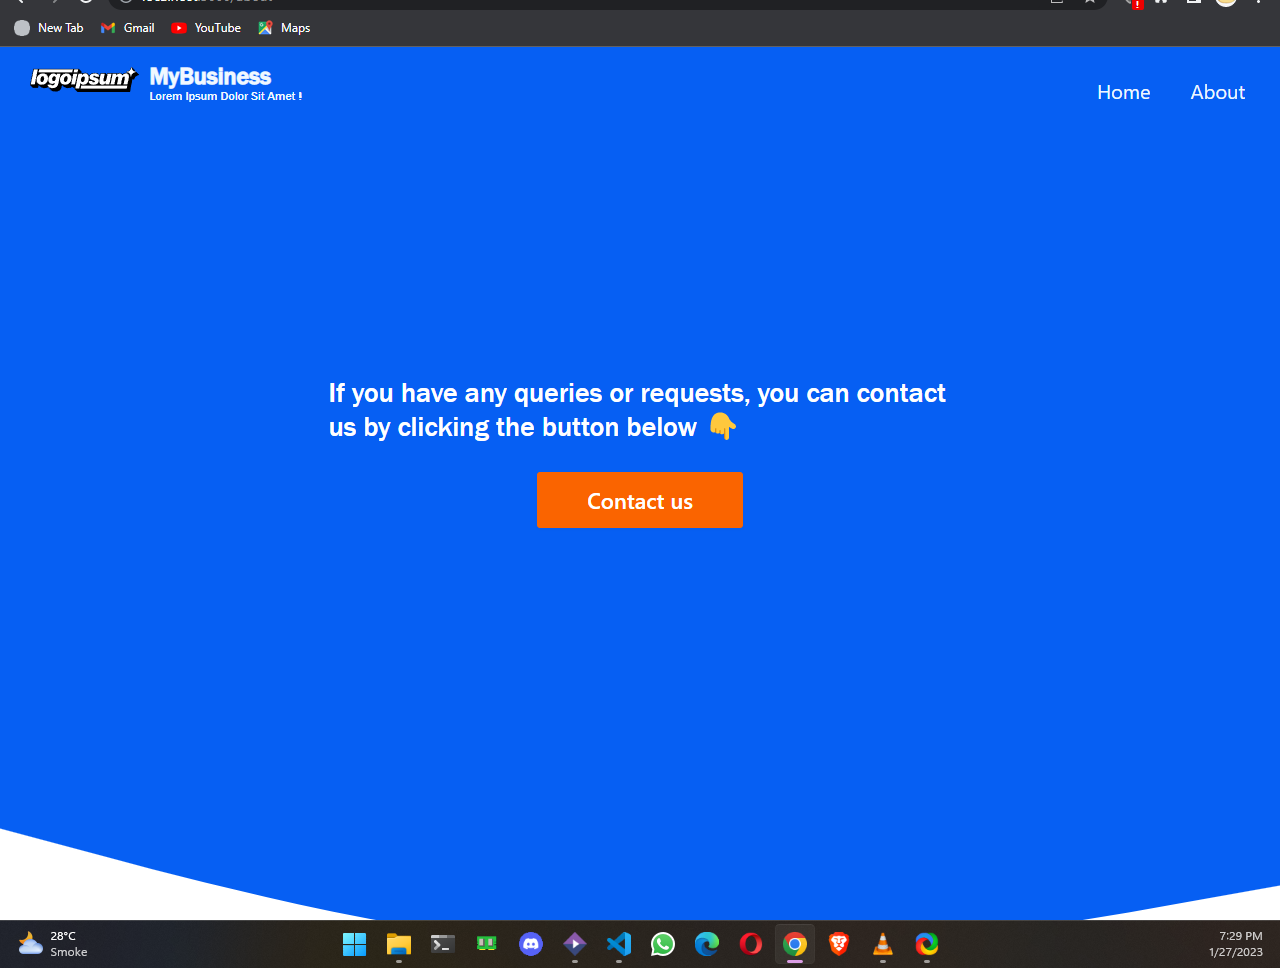 New Tab Gmail YouTube Maps
logoipsum MyBusiness
Lorem Ipsum Dolor Sit Amet !
Home About
If you have any queries or requests, you can contact
us by clicking the button below 👇
Contact us
28°C
Smoke
7:29 PM
1/27/2023